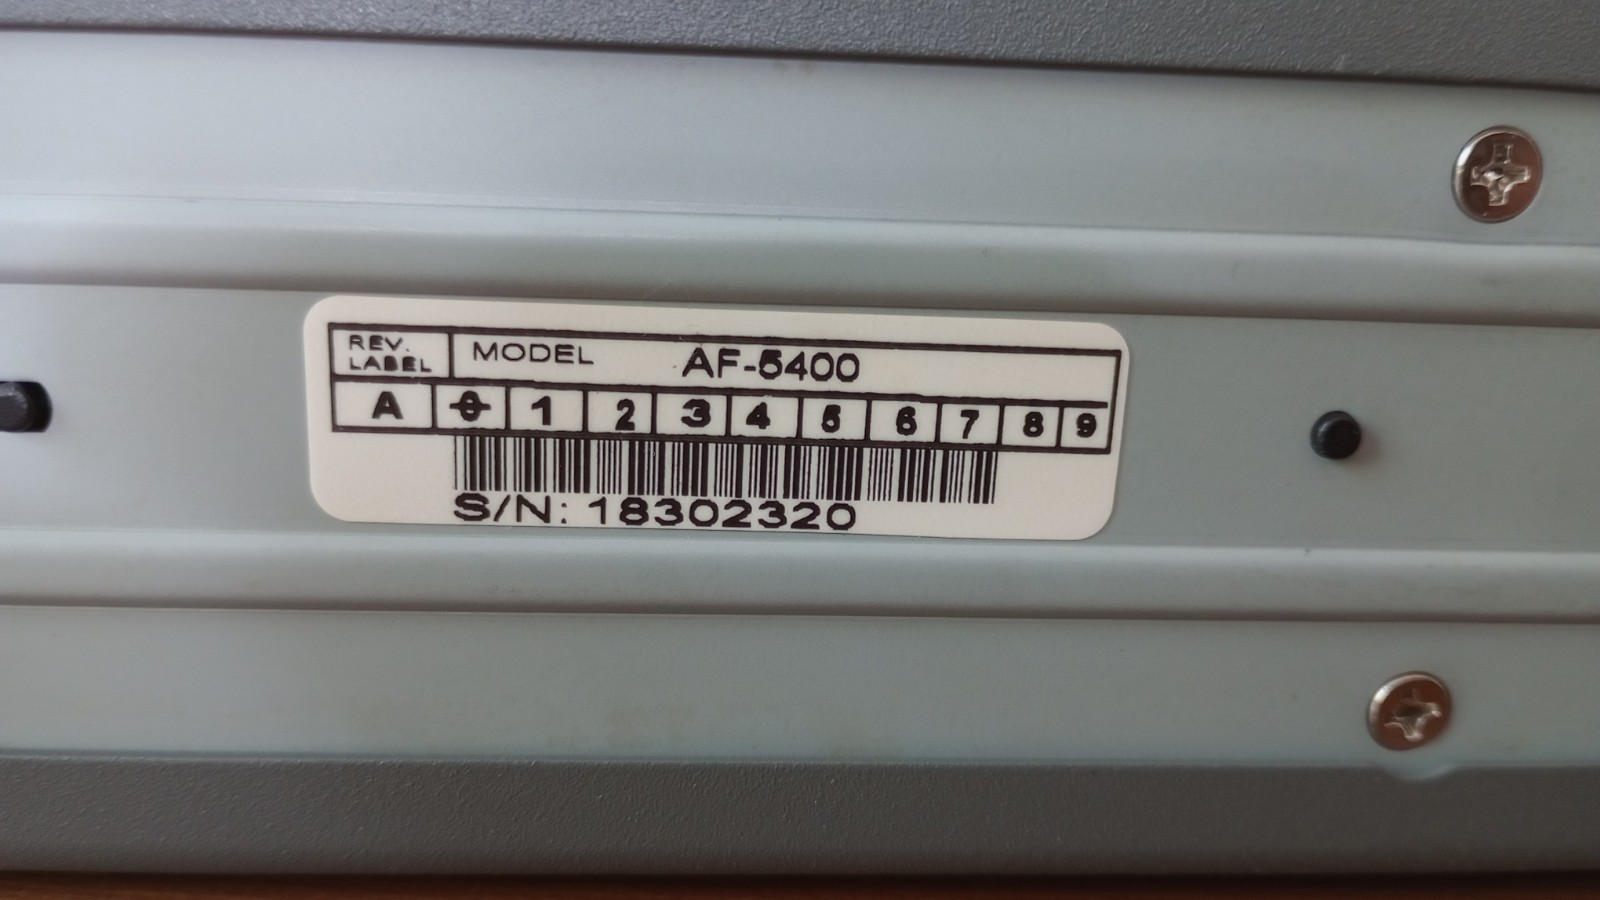 REV. LABEL
MODEL AF-5400
A 0 1 2 3 4 5 6 7 8 9
S/N: 18302320